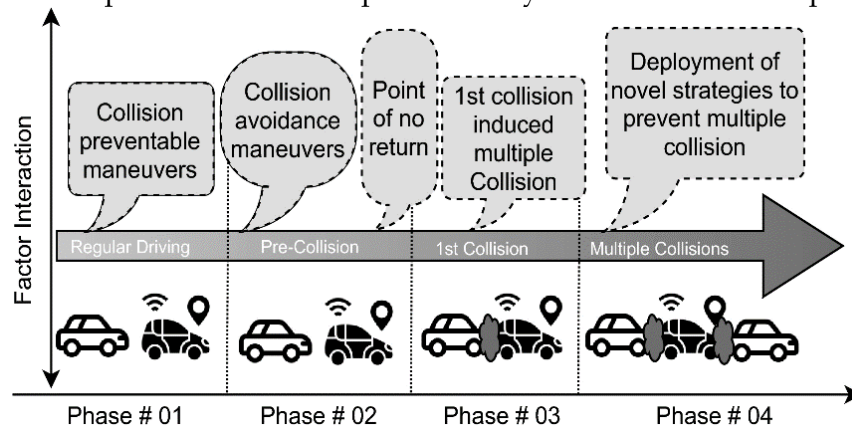 Collision
preventable
maneuvers
Collision
avoidance
maneuvers
Point
of no
return
1st collision
induced
multiple
Collision
Deployment of
novel strategies to
prevent multiple
collision
Factor Interaction
Regular Driving
Pre-Collision
1st Collision
Multiple Collisions
Phase # 01
Phase # 02
Phase # 03
Phase # 04